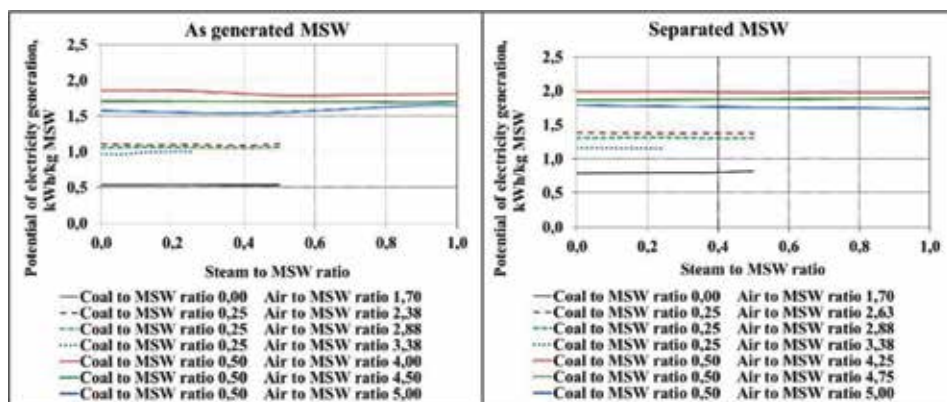 As generated MSW
Potential of electricity generation,
kWh/kg MSW
2,5
2,0
1,5
1,0
0,5
0,0
0,0 0,2 0,4 0,6 0,8 1,0
Steam to MSW ratio
Coal to MSW ratio 0,00 Air to MSW ratio 1,70
Coal to MSW ratio 0,25 Air to MSW ratio 2,38
Coal to MSW ratio 0,25 Air to MSW ratio 2,88
Coal to MSW ratio 0,25 Air to MSW ratio 3,38
Coal to MSW ratio 0,50 Air to MSW ratio 4,00
Coal to MSW ratio 0,50 Air to MSW ratio 4,50
Coal to MSW ratio 0,50 Air to MSW ratio 5,00
Separated MSW
Potential of electricity generation,
kWh/kg MSW
2,5
2,0
1,5
1,0
0,5
0,0
0,0 0,2 0,4 0,6 0,8 1,0
Steam to MSW ratio
Coal to MSW ratio 0,00 Air to MSW ratio 1,70
Coal to MSW ratio 0,25 Air to MSW ratio 2,63
Coal to MSW ratio 0,25 Air to MSW ratio 2,88
Coal to MSW ratio 0,25 Air to MSW ratio 3,38
Coal to MSW ratio 0,50 Air to MSW ratio 4,25
Coal to MSW ratio 0,50 Air to MSW ratio 4,75
Coal to MSW ratio 0,50 Air to MSW ratio 5,00